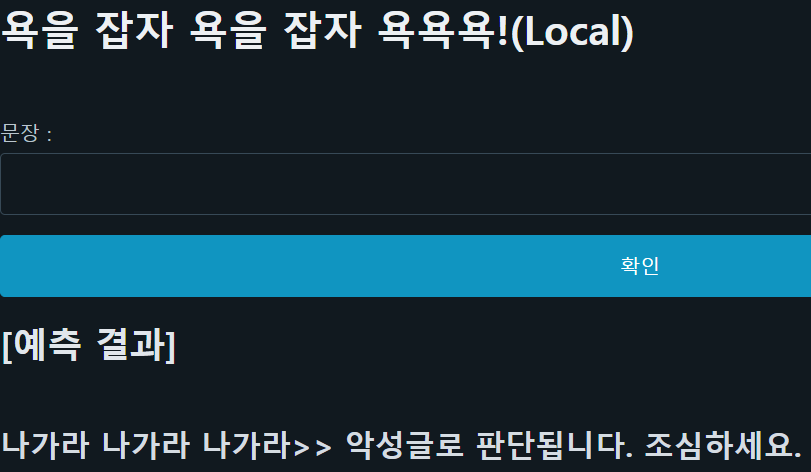 욕을 잡자 욕을 잡자 욕욕욕!(Local)
문장 :
확인
[예측 결과]
나가라 나가라 나가라>> 악성글로 판단됩니다. 조심하세요.